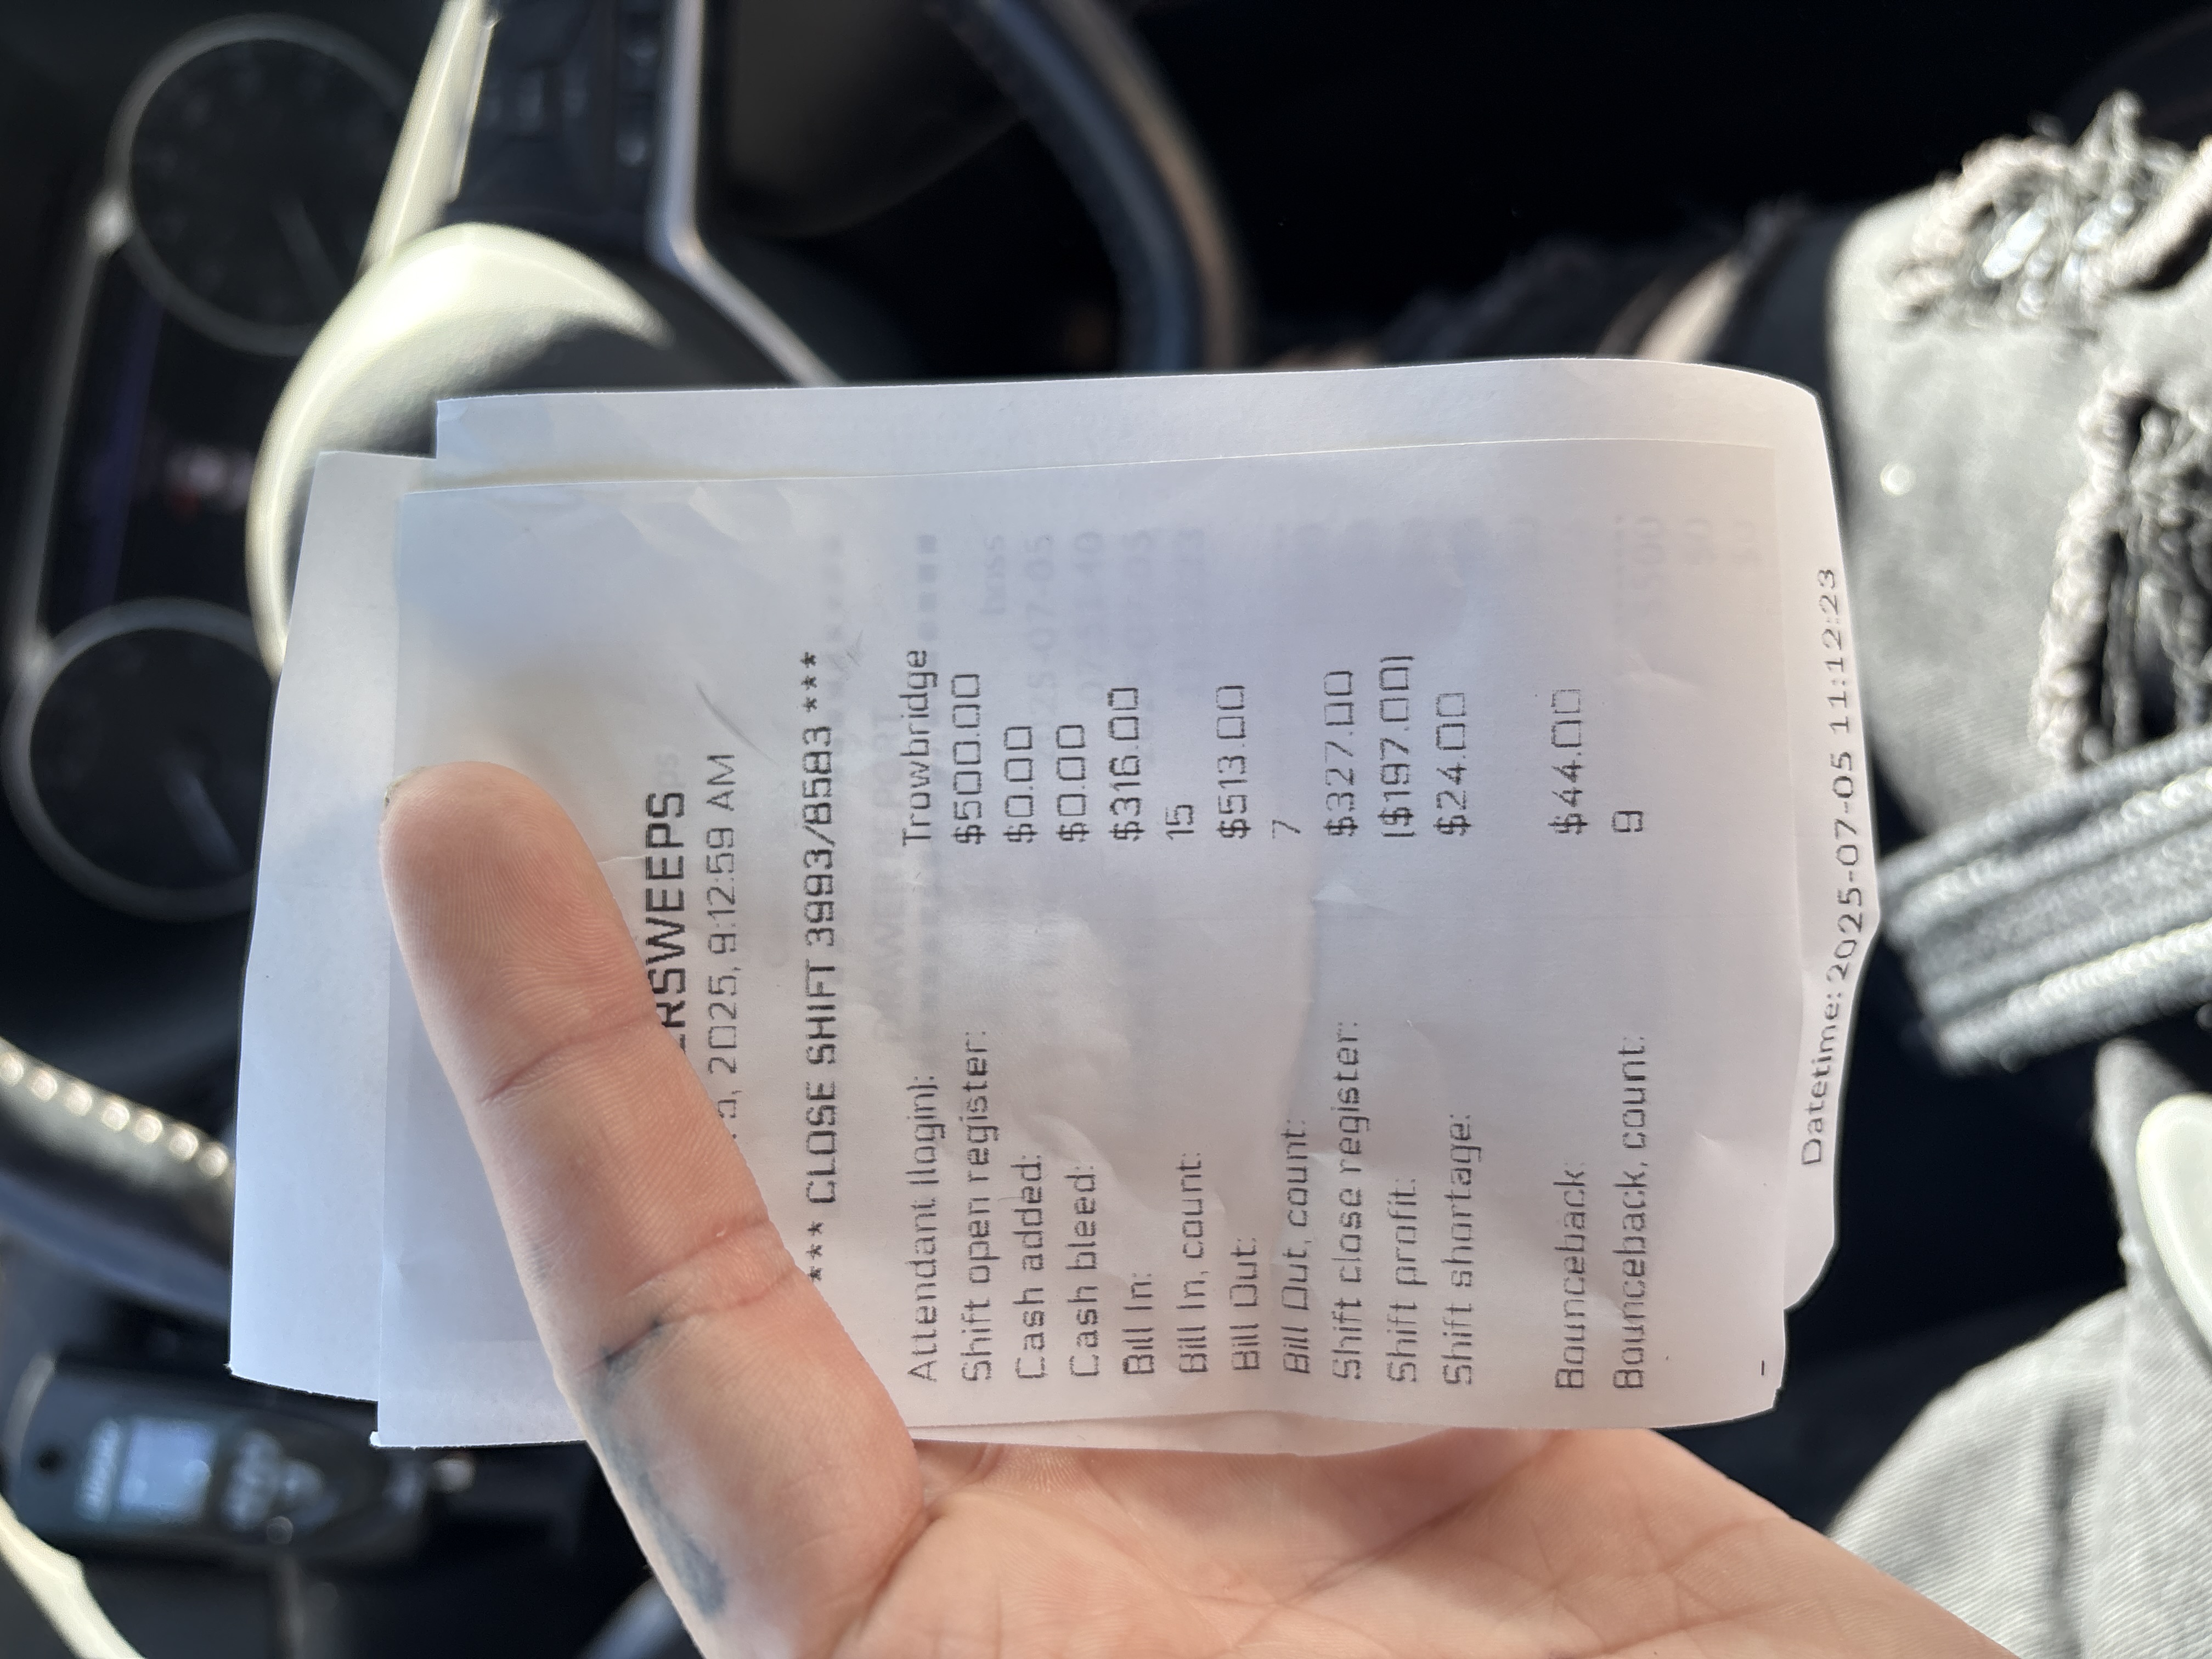 ERSWEEPS
5, 2025, 9:12:59 AM
*** CLOSE SHIFT 3993/8583 ***
Attendant (login): Trowbridge
Shift open register: $500.00
Cash added: $0.00
Cash bleed: $0.00
Bill In: $316.00
Bill In, count: 15
Bill Out: $513.00
Bill Out, count: 7
Shift close register: $327.00
Shift profit: ($197.00)
Shift shortage: $24.00
Bounceback: $44.00
Bounceback, count: 9
-
Datetime: 2025-07-05 11:12:23